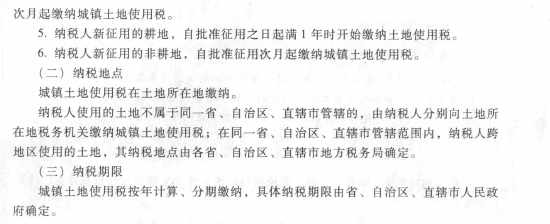 次月起缴纳城镇土地使用税。
5. 纳税人新征用的耕地，自批准征用之日起满 1 年时开始缴纳土地使用税。
6. 纳税人新征用的非耕地，自批准征用次月起缴纳城镇土地使用税。
（二）纳税地点
城镇土地使用税在土地所在地缴纳。
纳税人使用的土地不属于同一省、自治区、直辖市管辖的，由纳税人分别向土地所
在地税务机关缴纳城镇土地使用税；在同一省、自治区、直辖市管辖范围内，纳税人跨
地区使用的土地，其纳税地点由各省、自治区、直辖市地方税务局确定。
（三）纳税期限
城镇土地使用税按年计算、分期缴纳，具体纳税期限由省、自治区、直辖市人民政
府确定。